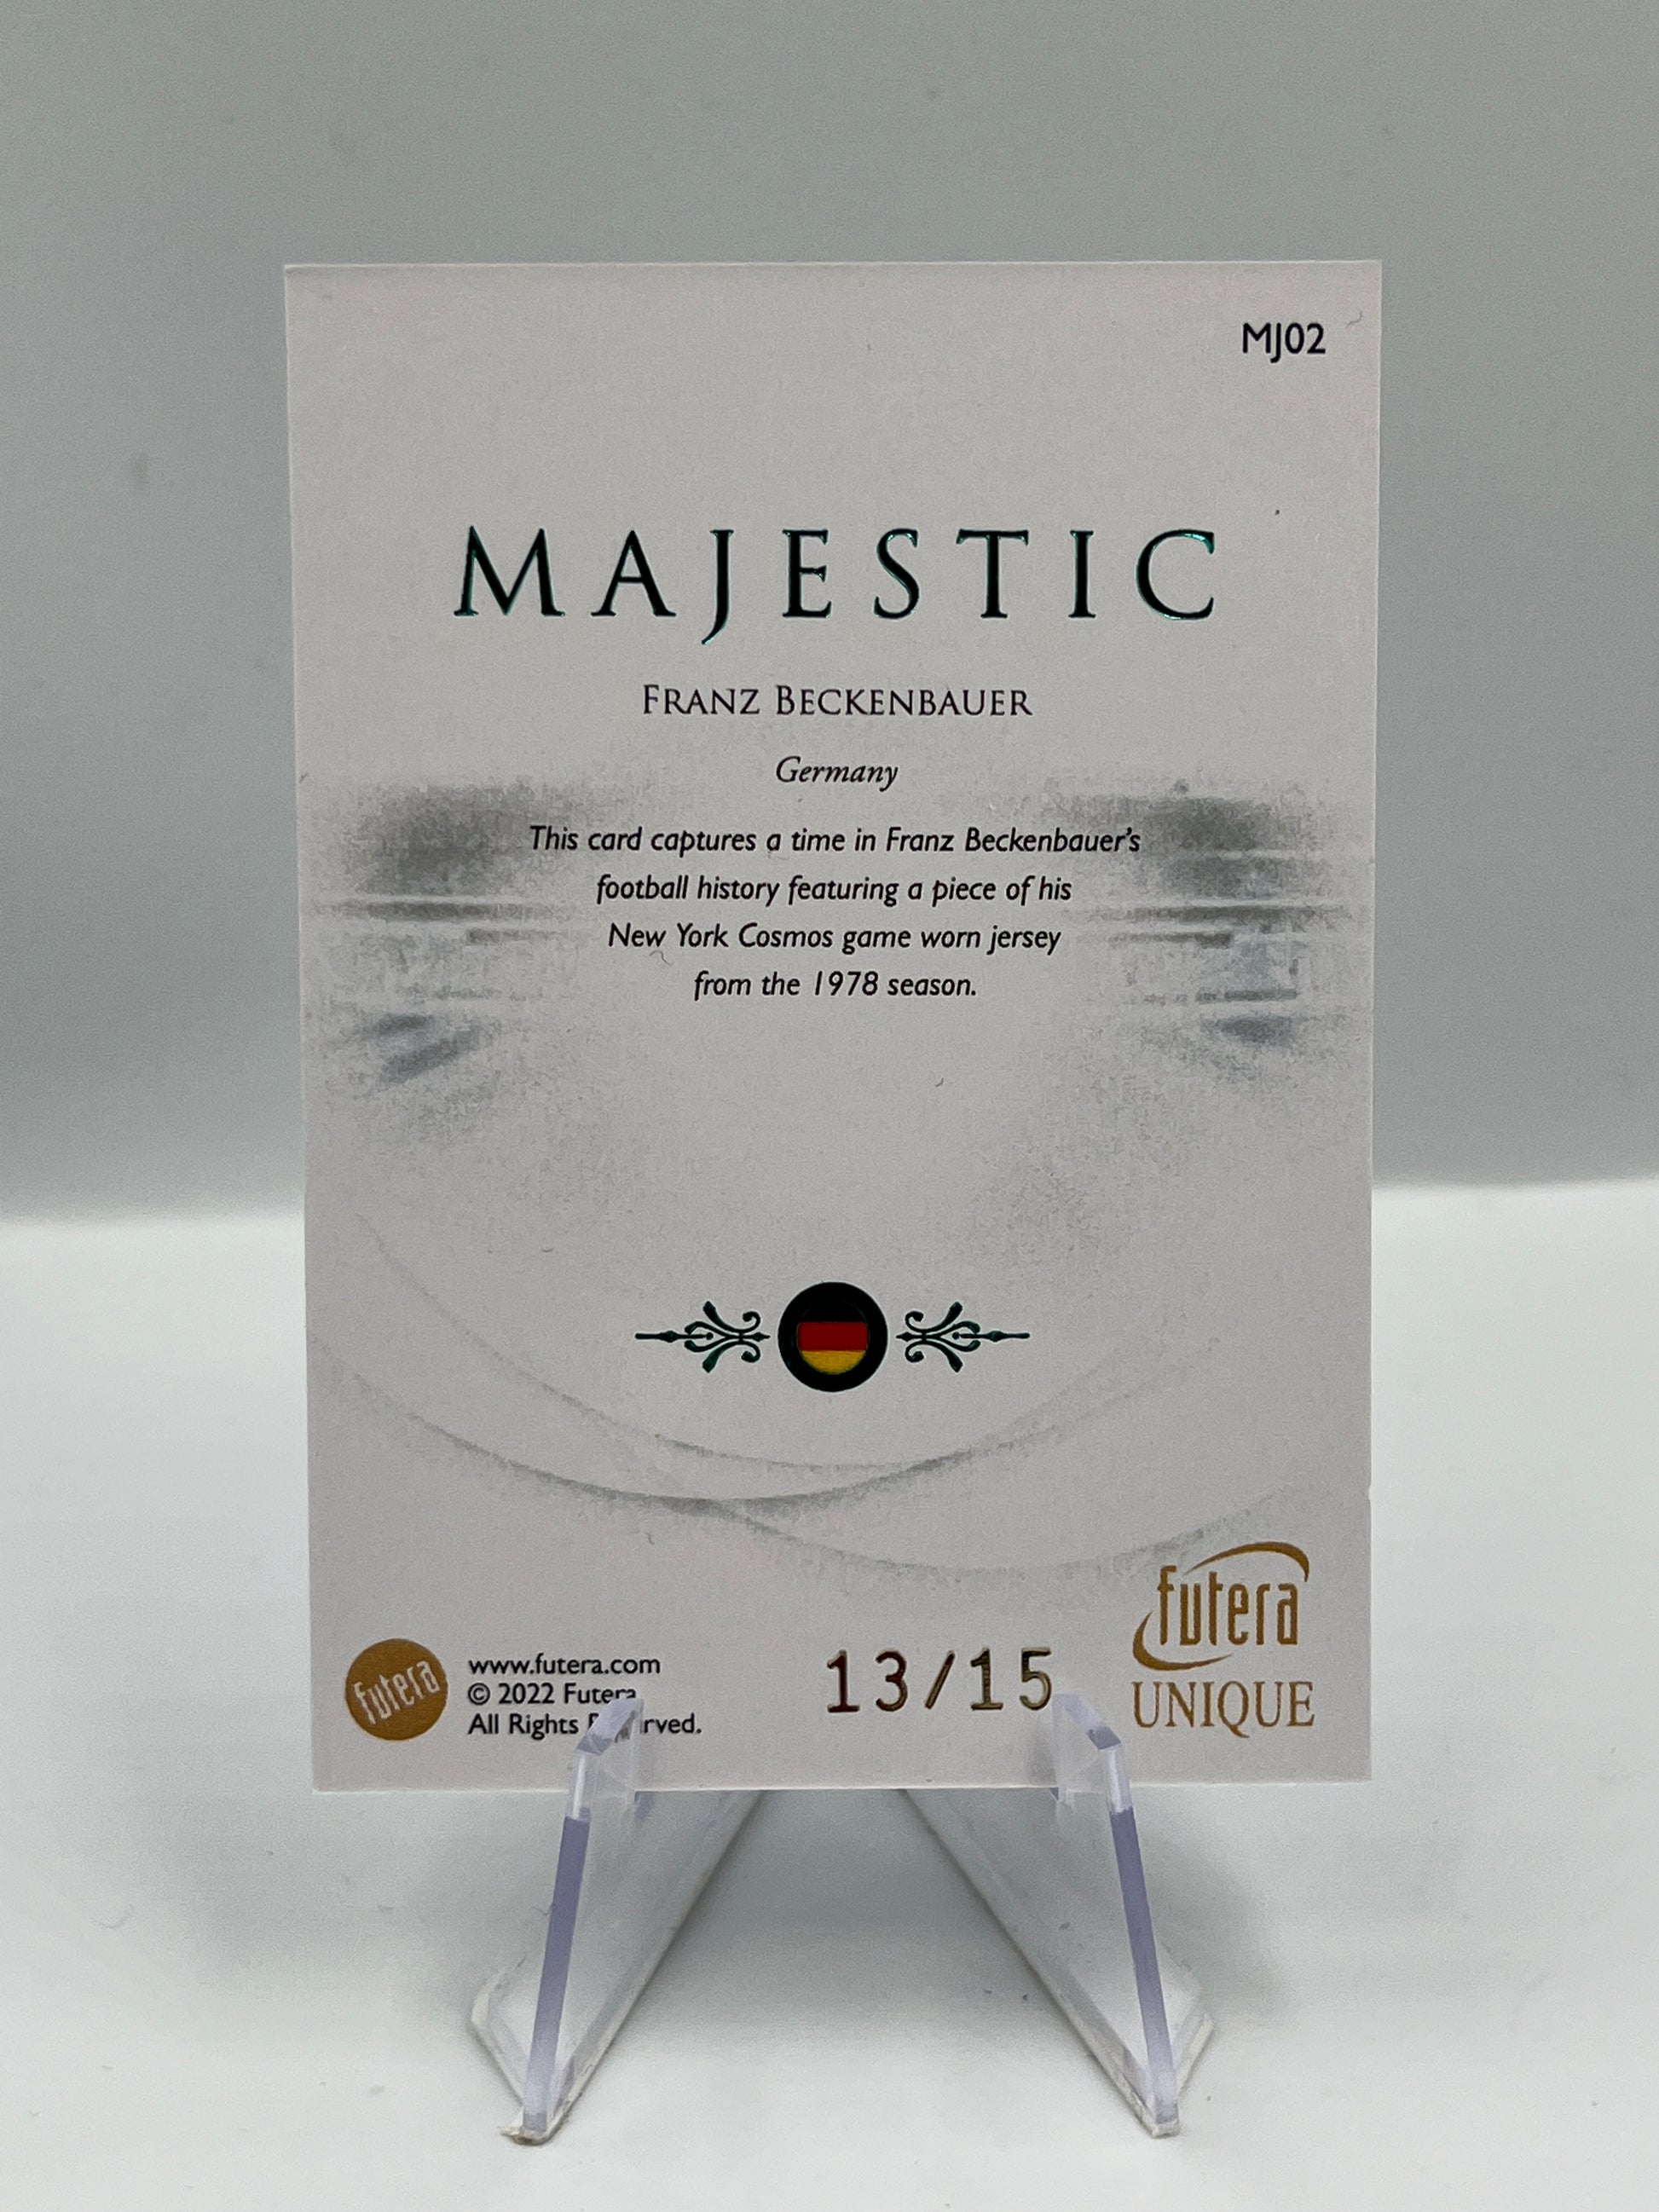 MJ02
MAJESTIC
FRANZ BECKENBAUER
Germany
This card captures a time in Franz Beckenbauer's
football history featuring a piece of his
New York Cosmos game worn jersey
from the 1978 season.
futera
www.futera.com
© 2022 Futera
All Rights Reserved.
13/15
futera
UNIQUE